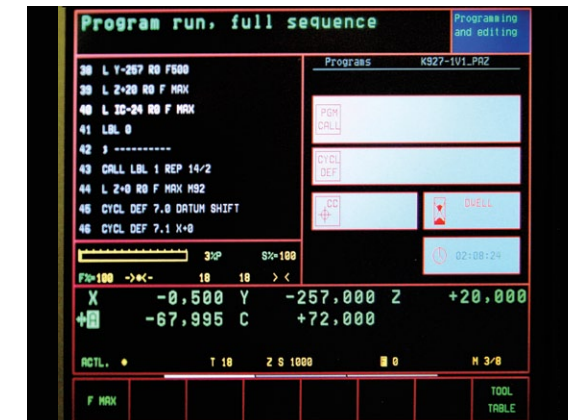 Program run, full sequence
Programming
and editing
Programs K927-1V1_PAZ
38 L Y-267 R0 F500
39 L Z+20 R0 F MAX
40 L IC-24 R0 F MAX
41 LBL 0
42 ; ----------
43 CALL LBL 1 REP 14/2
44 L Z+0 R0 F MAX M92
45 CYCL DEF 7.0 DATUM SHIFT
46 CYCL DEF 7.1 X+0
PGM
CALL
CYCL
DEF
CC
DWELL
02:08:24
S%=100
F%=100 ->⋄<- 18 18 > <
X -0,500 Y -257,000 Z +20,000
A -67,995 C +72,000
ACTL. T 18 Z S 1000 F 0 M 3/8
F MAX
TOOL
TABLE